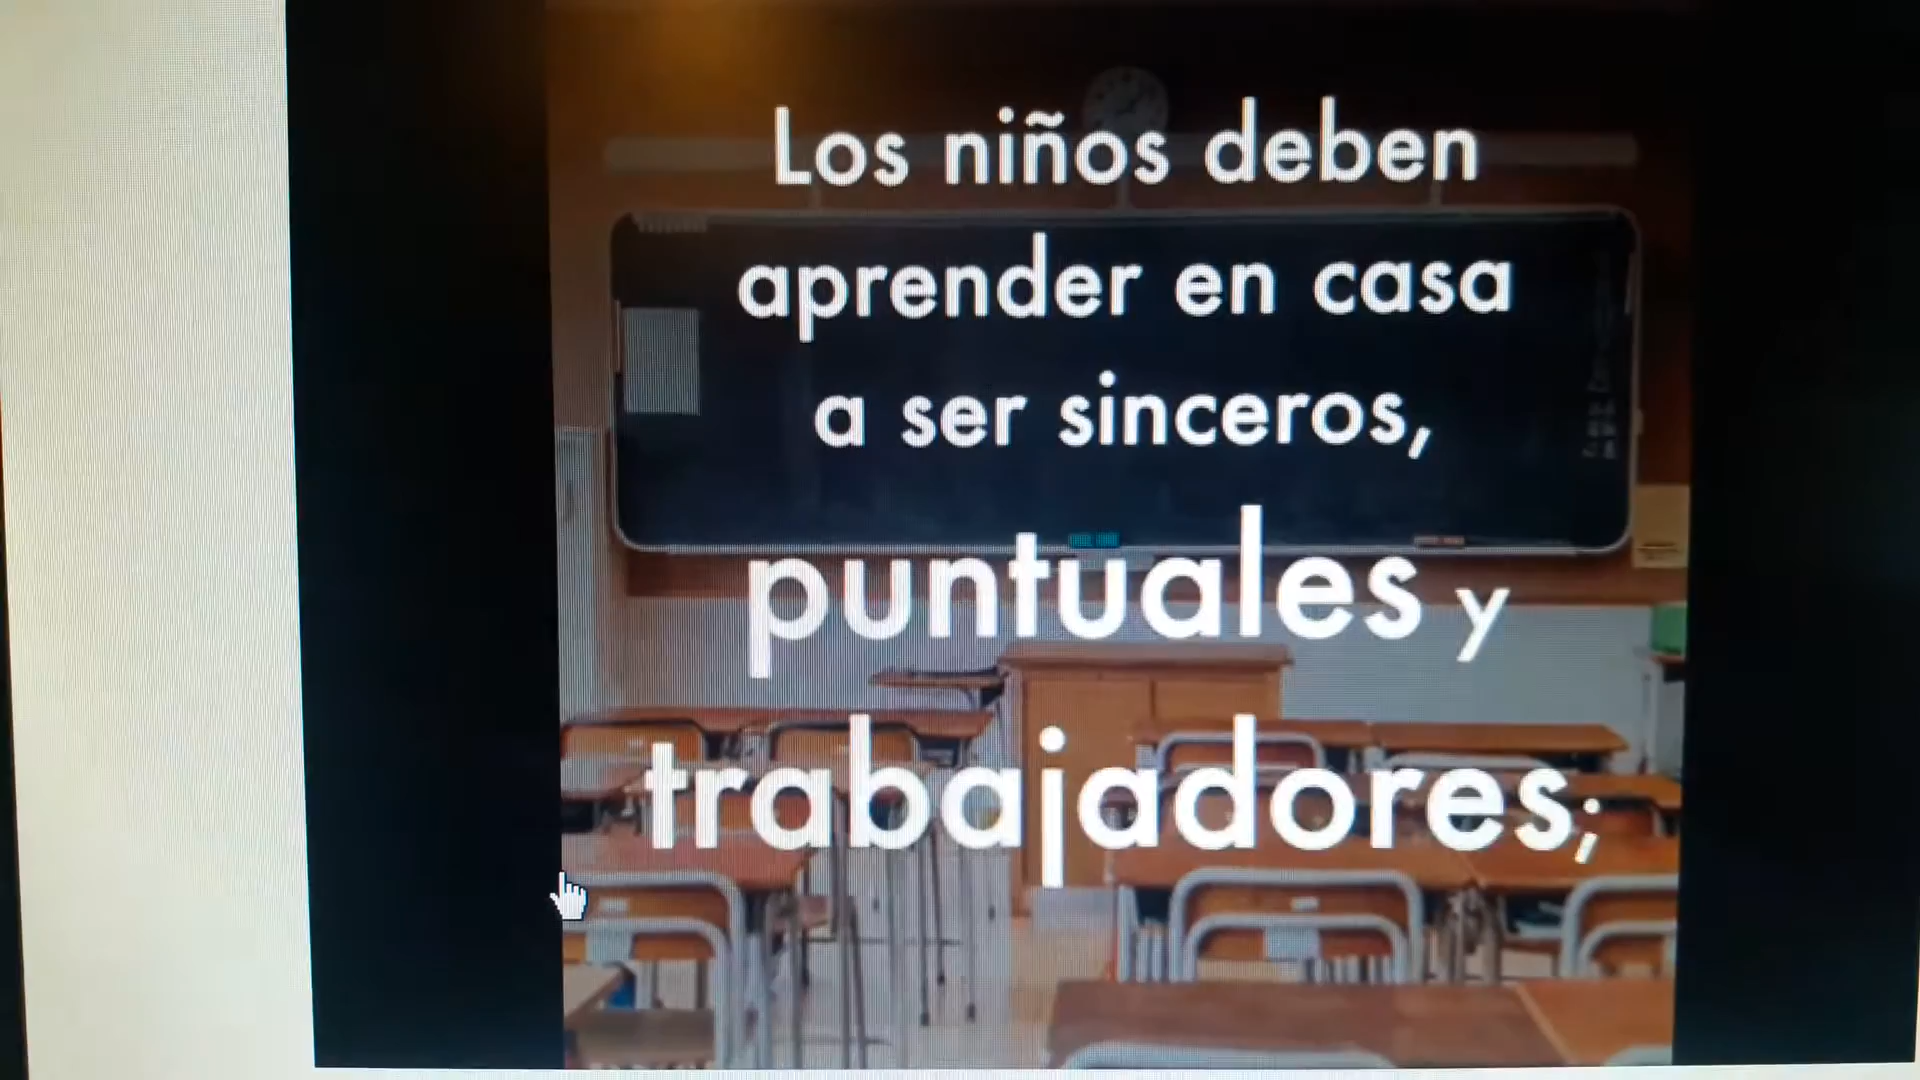 Los niños deben
aprender en casa
a ser sinceros,
puntuales y
trabajadores;